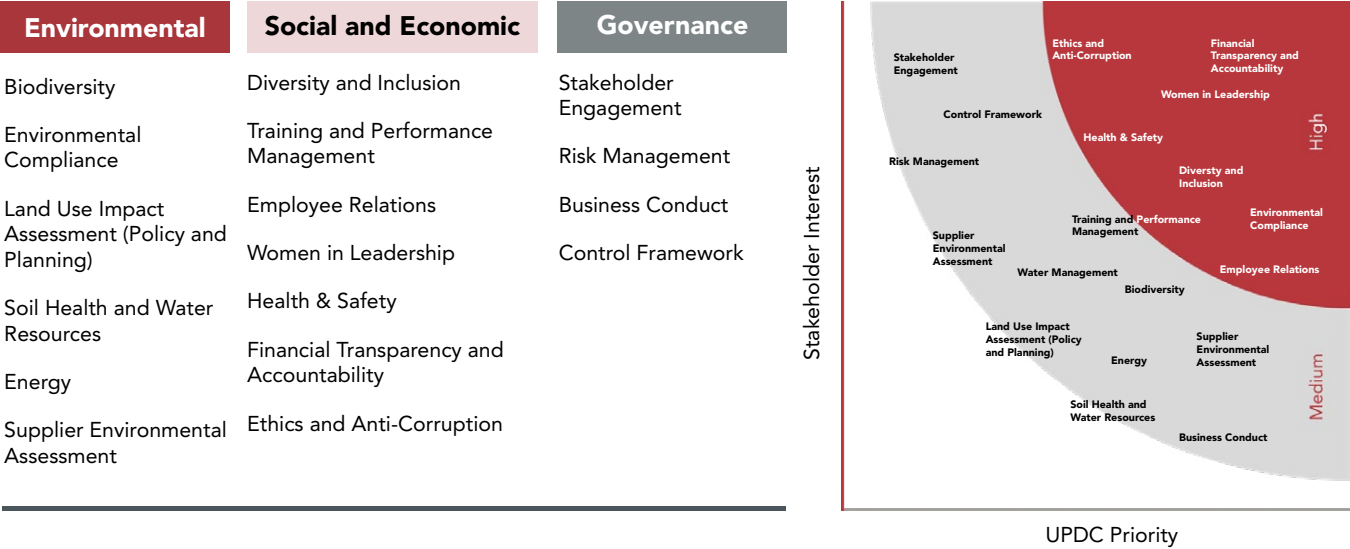 Environmental
Biodiversity
Environmental
Compliance
Land Use Impact
Assessment (Policy and
Planning)
Soil Health and Water
Resources
Energy
Supplier Environmental
Assessment
Social and Economic
Diversity and Inclusion
Training and Performance
Management
Employee Relations
Women in Leadership
Health & Safety
Financial Transparency and
Accountability
Ethics and Anti-Corruption
Governance
Stakeholder
Engagement
Risk Management
Business Conduct
Control Framework
Stakeholder Interest
Stakeholder
Engagement
Ethics and
Anti-Corruption
Financial
Transparency and
Accountability
Women in Leadership
Control Framework
High
Health & Safety
Risk Management
Diversty and
Inclusion
Training and Performance
Management
Environmental
Compliance
Supplier
Environmental
Assessment
Water Management
Employee Relations
Biodiversity
Land Use Impact
Assessment (Policy
and Planning)
Energy
Supplier
Environmental
Assessment
Medium
Soil Health and
Water Resources
Business Conduct
UPDC Priority